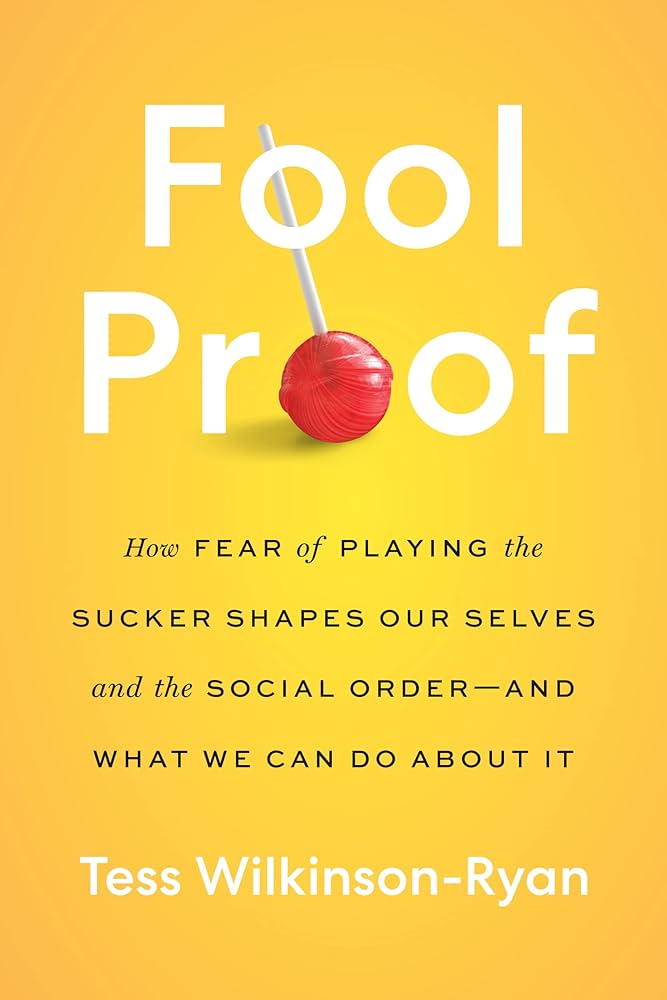 Fool
Proof
How FEAR of PLAYING the
SUCKER SHAPES OUR SELVES
and the SOCIAL ORDER—AND
WHAT WE CAN DO ABOUT IT
Tess Wilkinson-Ryan